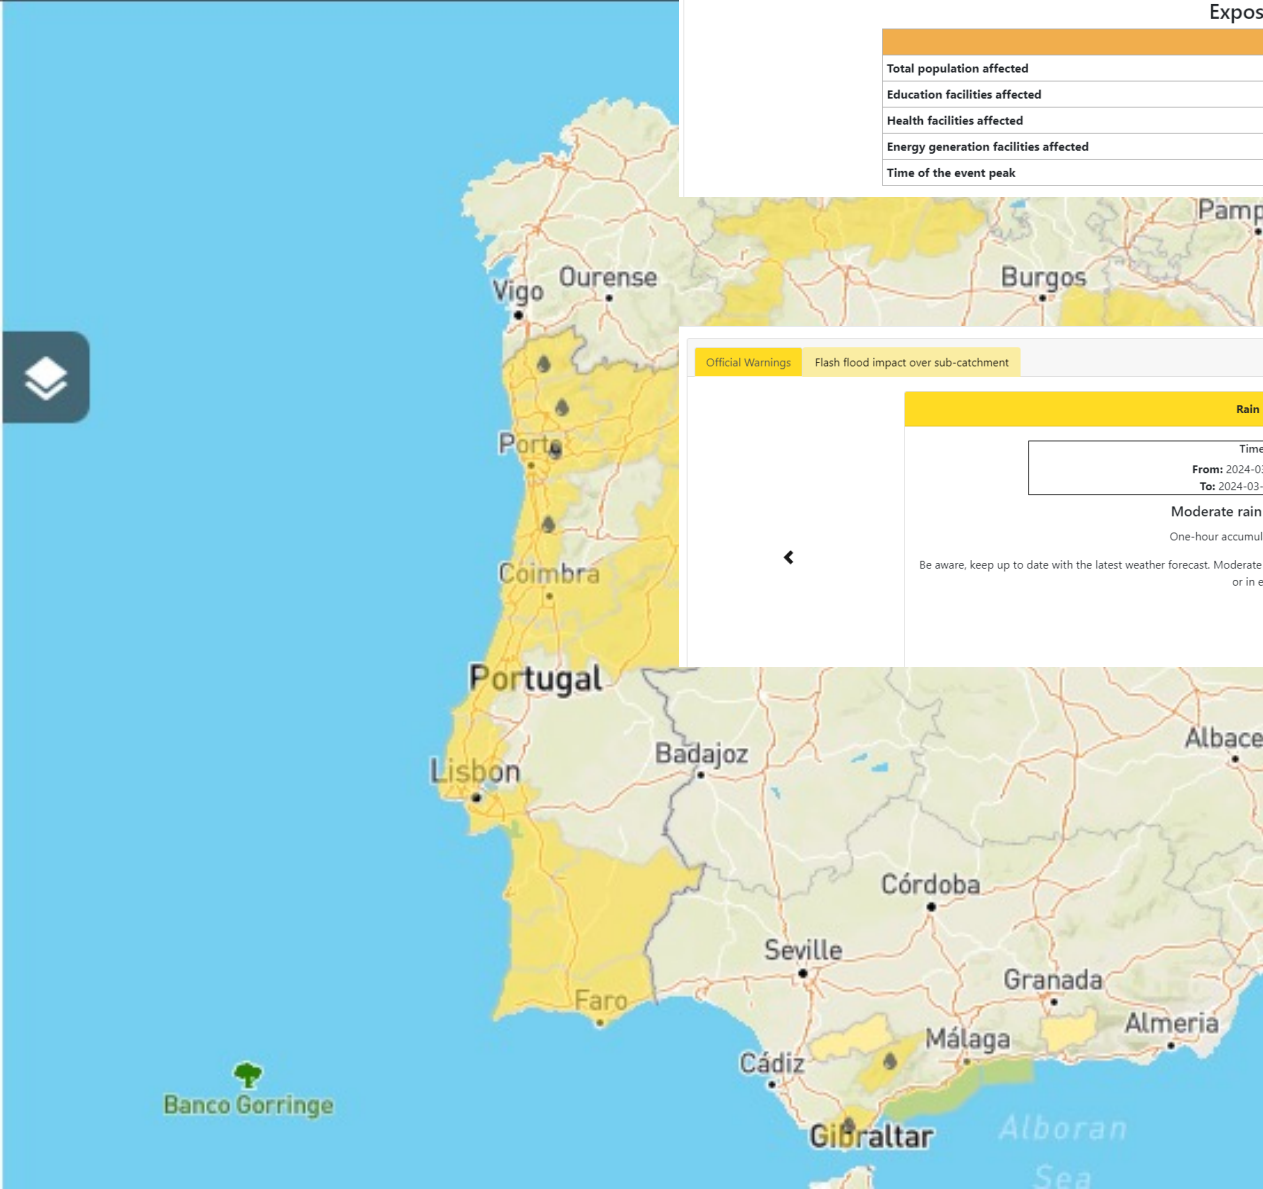 Expos
Total population affected
Education facilities affected
Health facilities affected
Energy generation facilities affected
Time of the event peak
Pamp
Ourense
Burgos
Vigo
Official Warnings
Flash flood impact over sub-catchment
Rain
Porto
Time
From: 2024-03
To: 2024-03-
Moderate rain
One-hour accumul
Be aware, keep up to date with the latest weather forecast. Moderate
or in e
Coimbra
Portugal
Albace
Badajoz
Lisbon
Córdoba
Seville
Granada
Faro
Almeria
Málaga
Cádiz
Banco Gorringe
Gibraltar
Alboran
Sea